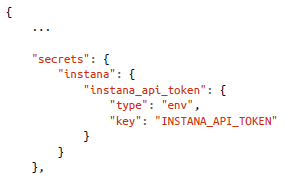 {
    ...

    "secrets": {
        "instana": {
            "instana_api_token": {
                "type": "env",
                "key": "INSTANA_API_TOKEN"
            }
        }
    },